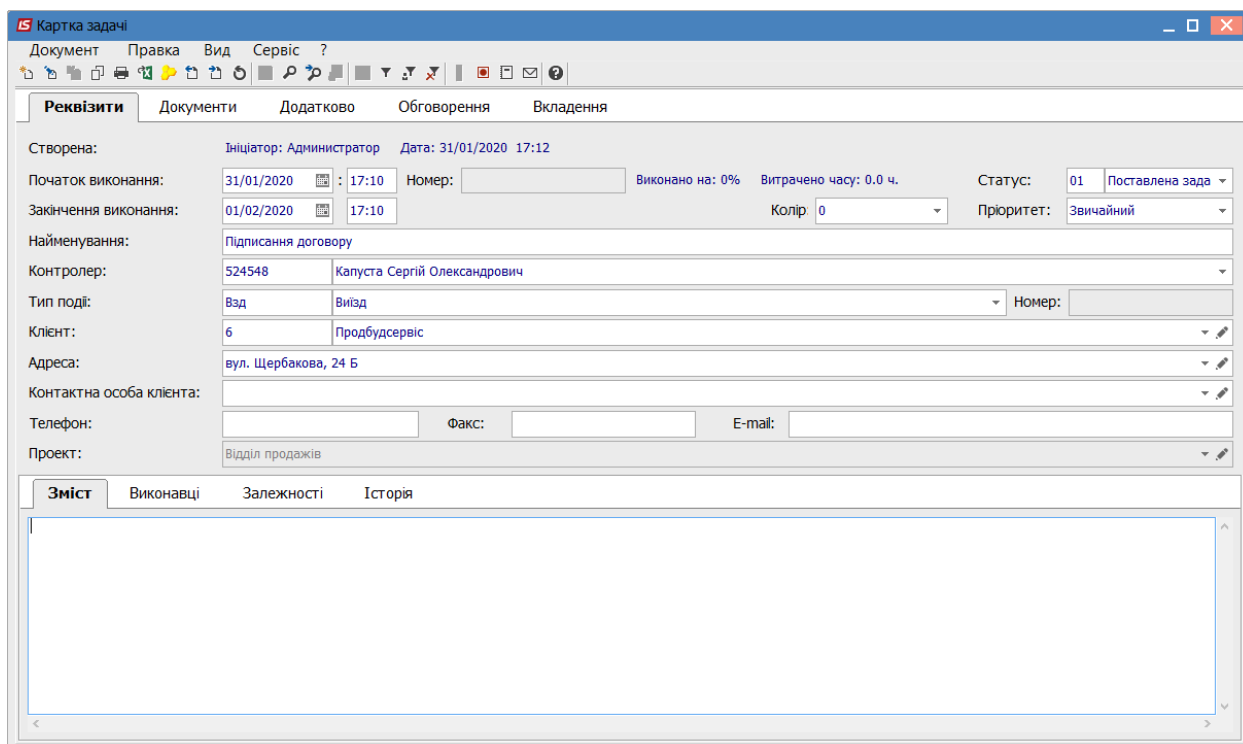 Картка задачі
Документ Правка Вид Сервіс ?
Реквізити Документи Додатково Обговорення Вкладення
Створена: Ініціатор: Администратор Дата: 31/01/2020 17:12
Початок виконання: 31/01/2020 : 17:10 Номер: Виконано на: 0% Витрачено часу: 0.0 ч. Статус: 01 Поставлена зада
Закінчення виконання: 01/02/2020 17:10 Колір: 0 Пріоритет: Звичайний
Найменування: Підписання договору
Контролер: 524548 Капуста Сергій Олександрович
Тип події: Взд Виїзд Номер:
Клієнт: 6 Продбудсервіс
Адреса: вул. Щербакова, 24 Б
Контактна особа клієнта:
Телефон: Факс: E-mail:
Проект: Відділ продажів
Зміст Виконавці Залежності Історія